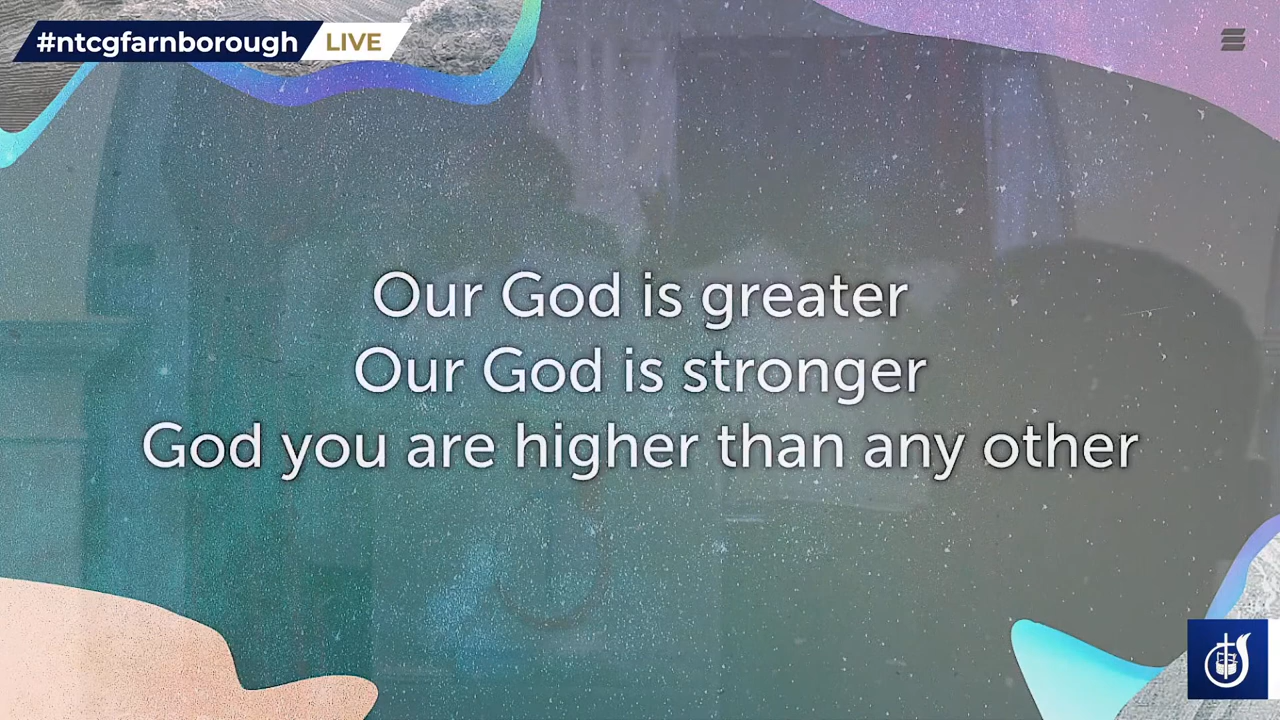 #ntcgfarnborough LIVE
Our God is greater
Our God is stronger
God you are higher than any other